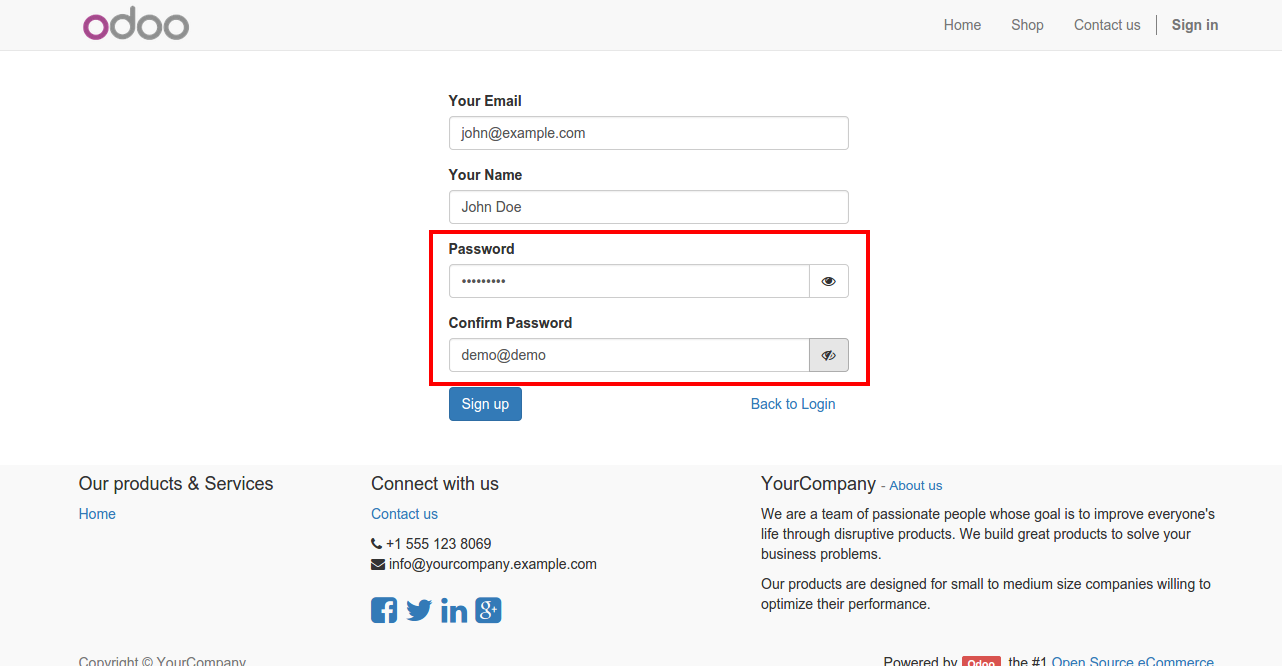 odoo
Home Shop Contact us Sign in
Your Email
john@example.com
Your Name
John Doe
Password
•••••••••
Confirm Password
demo@demo
Sign up Back to Login
Our products & Services
Home
Connect with us
Contact us
+1 555 123 8069
info@yourcompany.example.com
YourCompany - About us
We are a team of passionate people whose goal is to improve everyone's
life through disruptive products. We build great products to solve your
business problems.
Our products are designed for small to medium size companies willing to
optimize their performance.
Copyright © YourCompany
Powered by Odoo, the #1 Open Source eCommerce